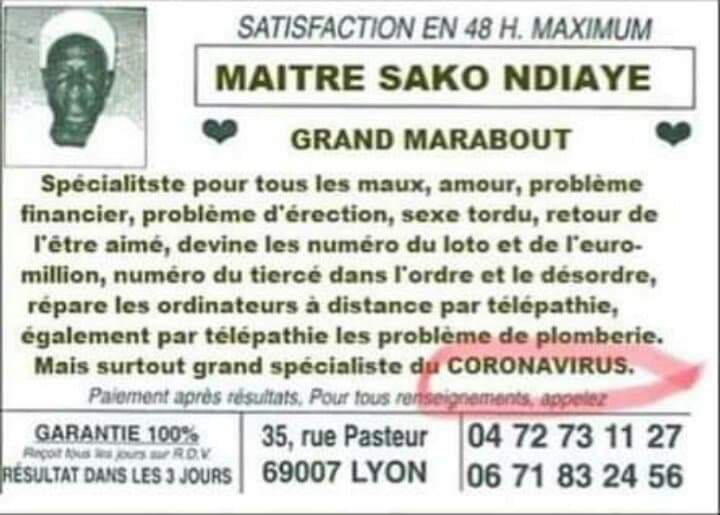 SATISFACTION EN 48 H. MAXIMUM
MAITRE SAKO NDIAYE
GRAND MARABOUT
Spécialitste pour tous les maux, amour, problème
financier, problème d'érection, sexe tordu, retour de
l'être aimé, devine les numéro du loto et de l'euro-
million, numéro du tiercé dans l'ordre et le désordre,
répare les ordinateurs à distance par télépathie,
également par télépathie les problème de plomberie.
Mais surtout grand spécialiste du CORONAVIRUS.
Paiement après résultats, Pour tous renseignements, appelez
GARANTIE 100%
Reçoit tous les jours sur R.D.V.
RÉSULTAT DANS LES 3 JOURS
35, rue Pasteur
69007 LYON
04 72 73 11 27
06 71 83 24 56